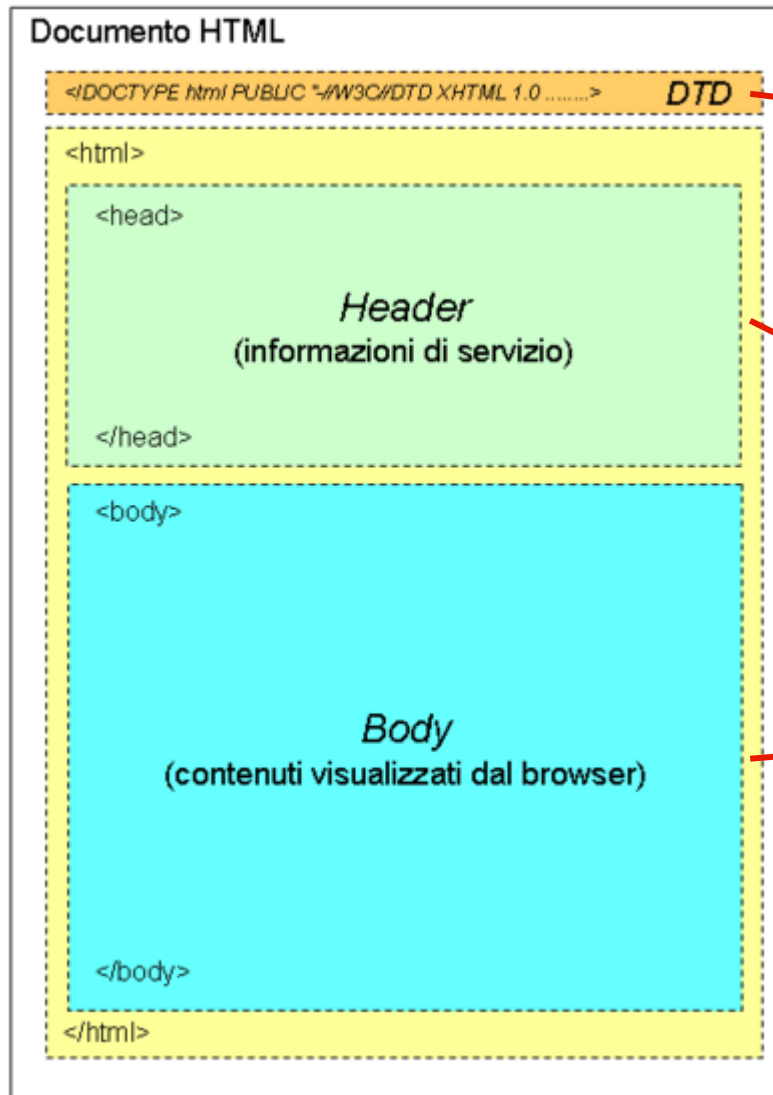 Documento HTML
<!DOCTYPE html PUBLIC "-//W3C//DTD XHTML 1.0 ........> DTD
<html>
<head>
Header
(informazioni di servizio)
</head>
<body>
Body
(contenuti visualizzati dal browser)
</body>
</html>